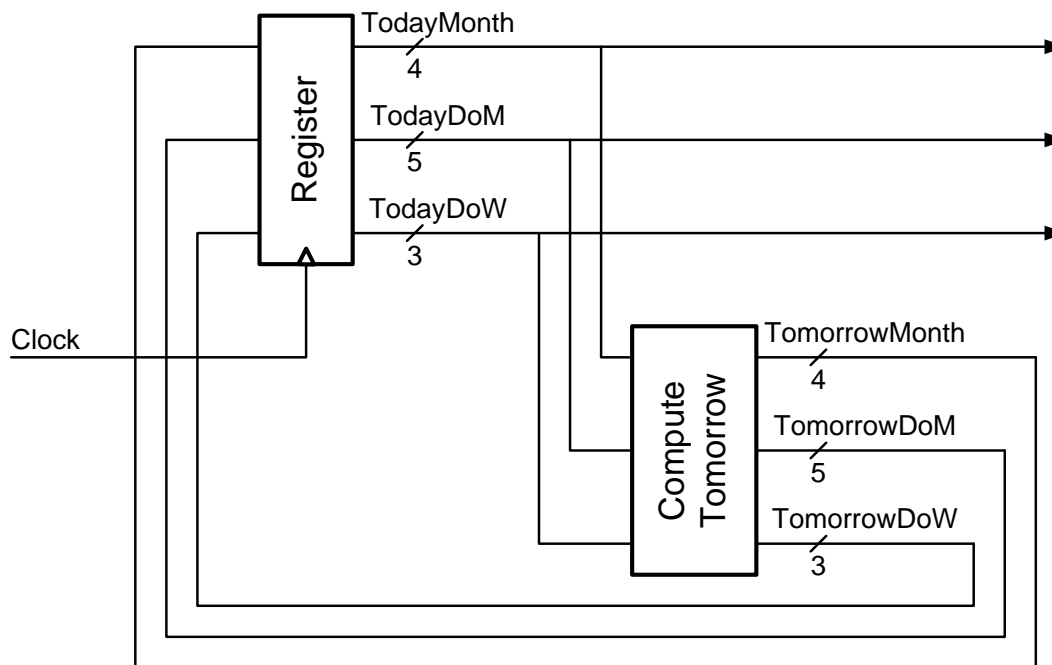 TodayMonth
4
TodayDoM
5
TodayDoW
3
Register
Clock
Compute
Tomorrow
TomorrowMonth
4
TomorrowDoM
5
TomorrowDoW
3